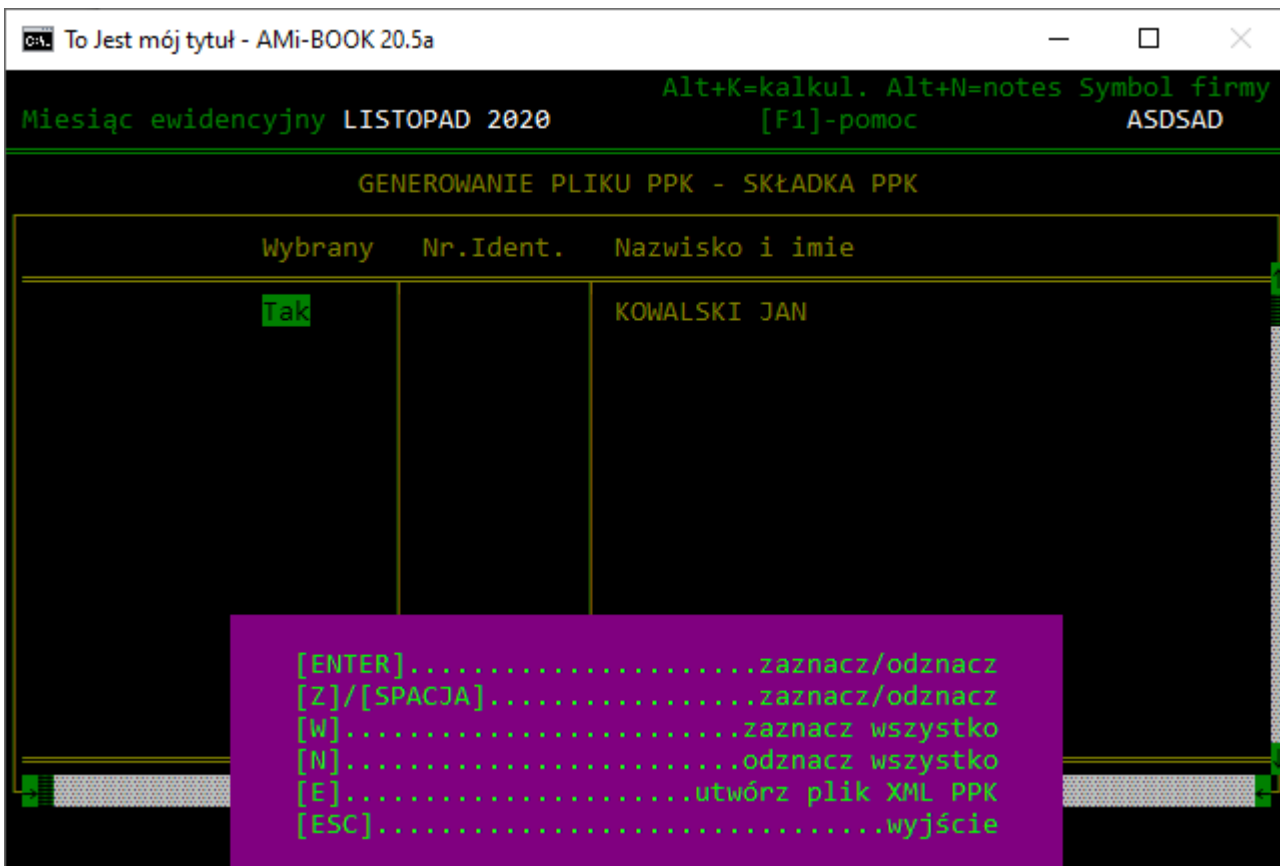 To Jest mój tytuł - AMi-BOOK 20.5a
Alt+K=kalkul. Alt+N=notes Symbol firmy
Miesiąc ewidencyjny LISTOPAD 2020 [F1]-pomoc ASDSAD
GENEROWANIE PLIKU PPK - SKŁADKA PPK
Wybrany Nr.Ident. Nazwisko i imie
Tak KOWALSKI JAN
[ENTER]......................zaznacz/odznacz
[Z]/[SPACJA].................zaznacz/odznacz
[W].........................zaznacz wszystko
[N].........................odznacz wszystko
[E]......................utwórz plik XML PPK
[ESC]................................wyjście